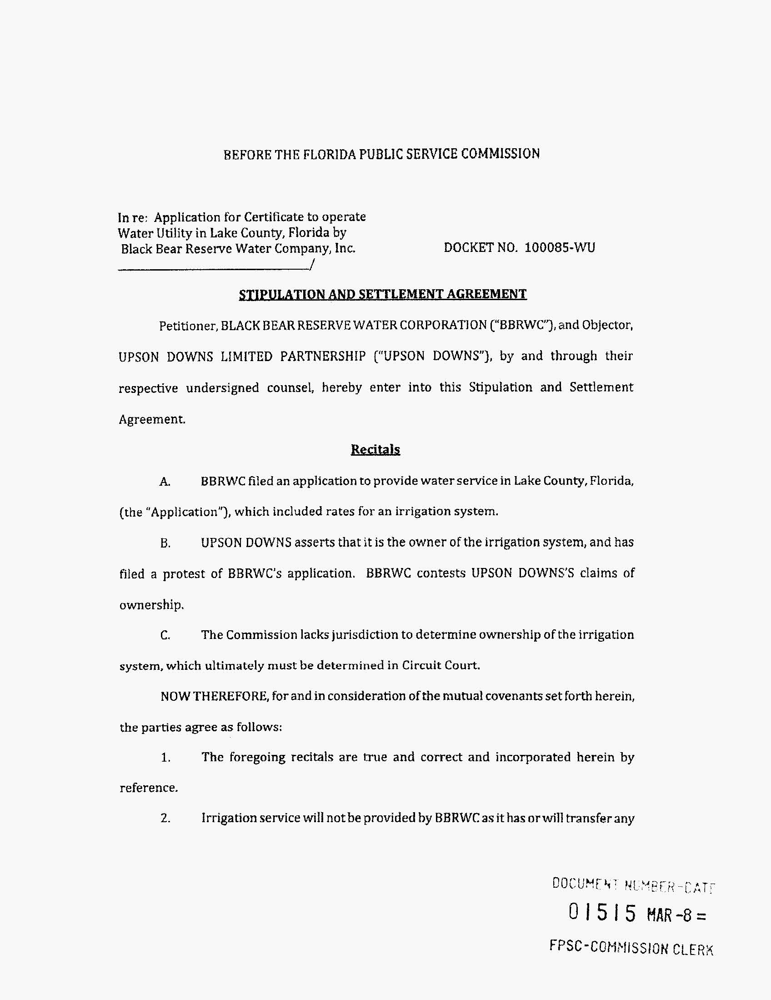 BEFORE THE FLORIDA PUBLIC SERVICE COMMISSION
In re: Application for Certificate to operate
Water Utility in Lake County, Florida by
Black Bear Reserve Water Company, Inc.
DOCKET NO. 100085-WU
/
STIPULATION AND SETTLEMENT AGREEMENT
Petitioner, BLACK BEAR RESERVE WATER CORPORATION ("BBRWC"), and Objector,
UPSON DOWNS LIMITED PARTNERSHIP ("UPSON DOWNS"), by and through their
respective undersigned counsel, hereby enter into this Stipulation and Settlement
Agreement.
Recitals
A. BBRWC filed an application to provide water service in Lake County, Florida,
(the "Application"), which included rates for an irrigation system.
B. UPSON DOWNS asserts that it is the owner of the irrigation system, and has
filed a protest of BBRWC's application. BBRWC contests UPSON DOWNS'S claims of
ownership.
C. The Commission lacks jurisdiction to determine ownership of the irrigation
system, which ultimately must be determined in Circuit Court.
NOW THEREFORE, for and in consideration of the mutual covenants set forth herein,
the parties agree as follows:
1. The foregoing recitals are true and correct and incorporated herein by
reference.
2. Irrigation service will not be provided by BBRWC as it has or will transfer any
DOCUMENT NUMBER-DATE
01515 MAR-8=
FPSC-COMMISSION CLERK